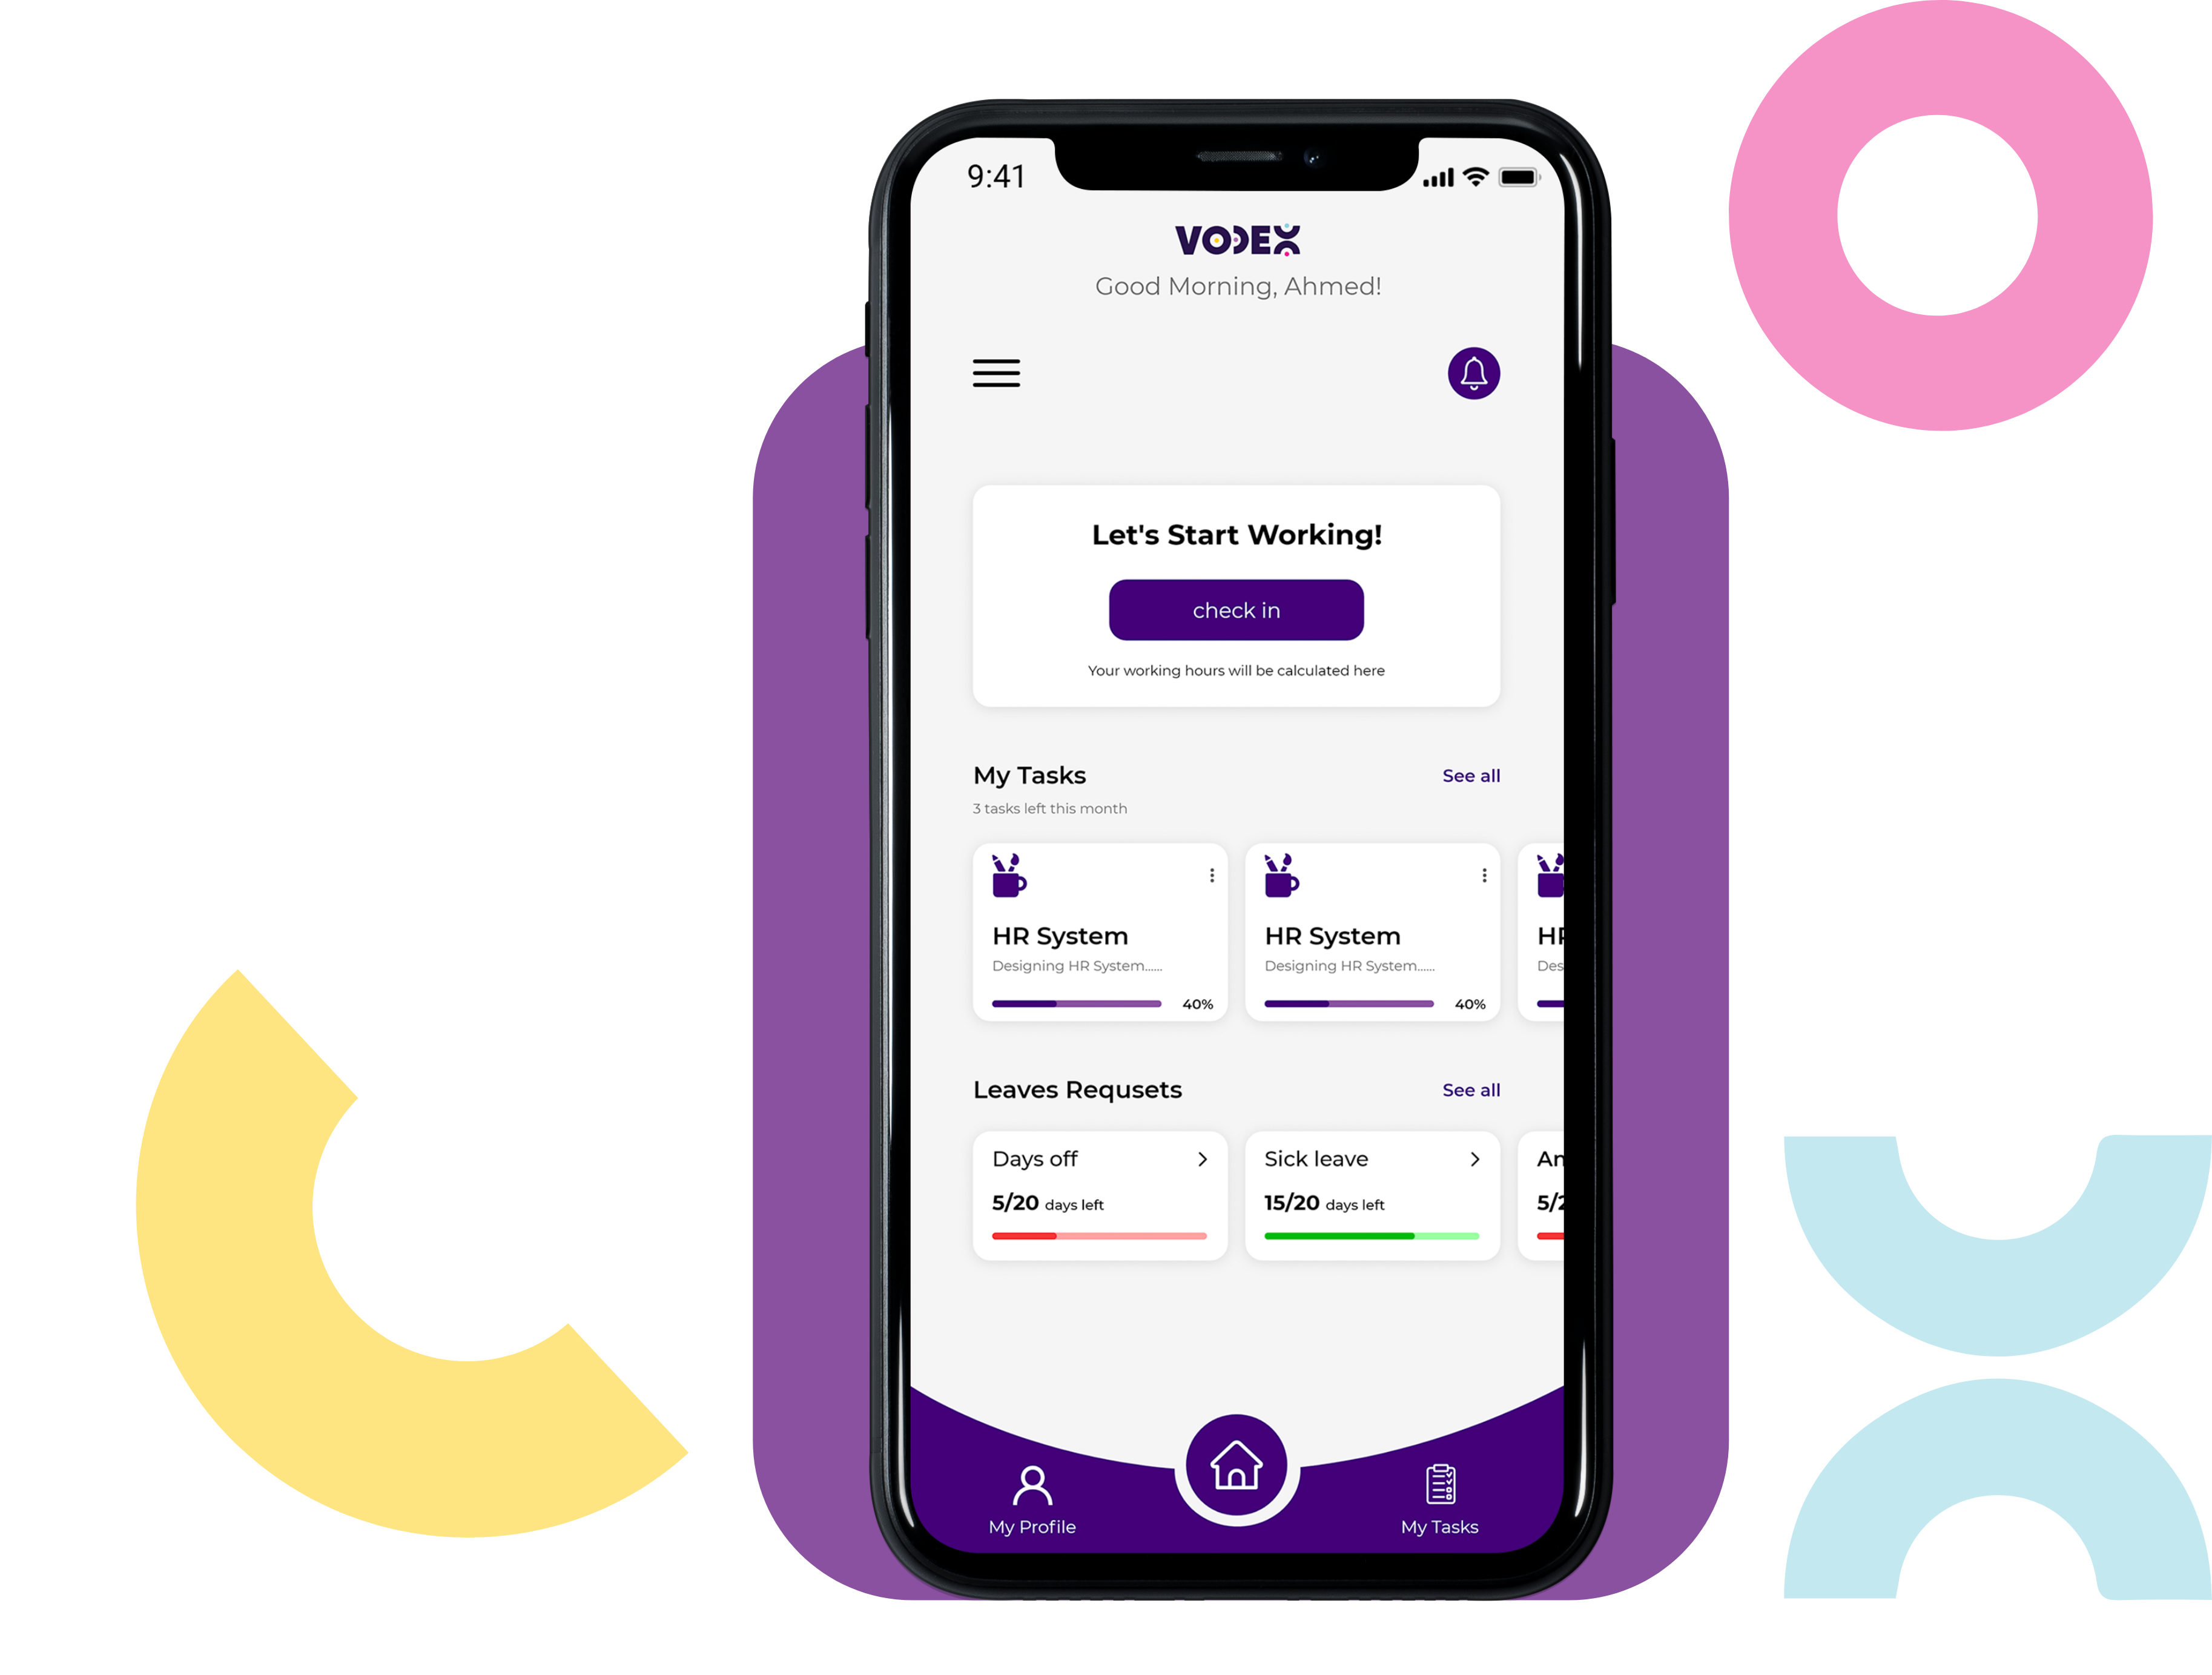 9:41
VODEX
Good Morning, Ahmed!
Let's Start Working!
check in
Your working hours will be calculated here
My Tasks See all
3 tasks left this month
HR System HR System HR
Designing HR System...... Designing HR System...... Des
40% 40%
Leaves Requsets See all
Days off Sick leave An
5/20 days left 15/20 days left 5/2
My Profile My Tasks